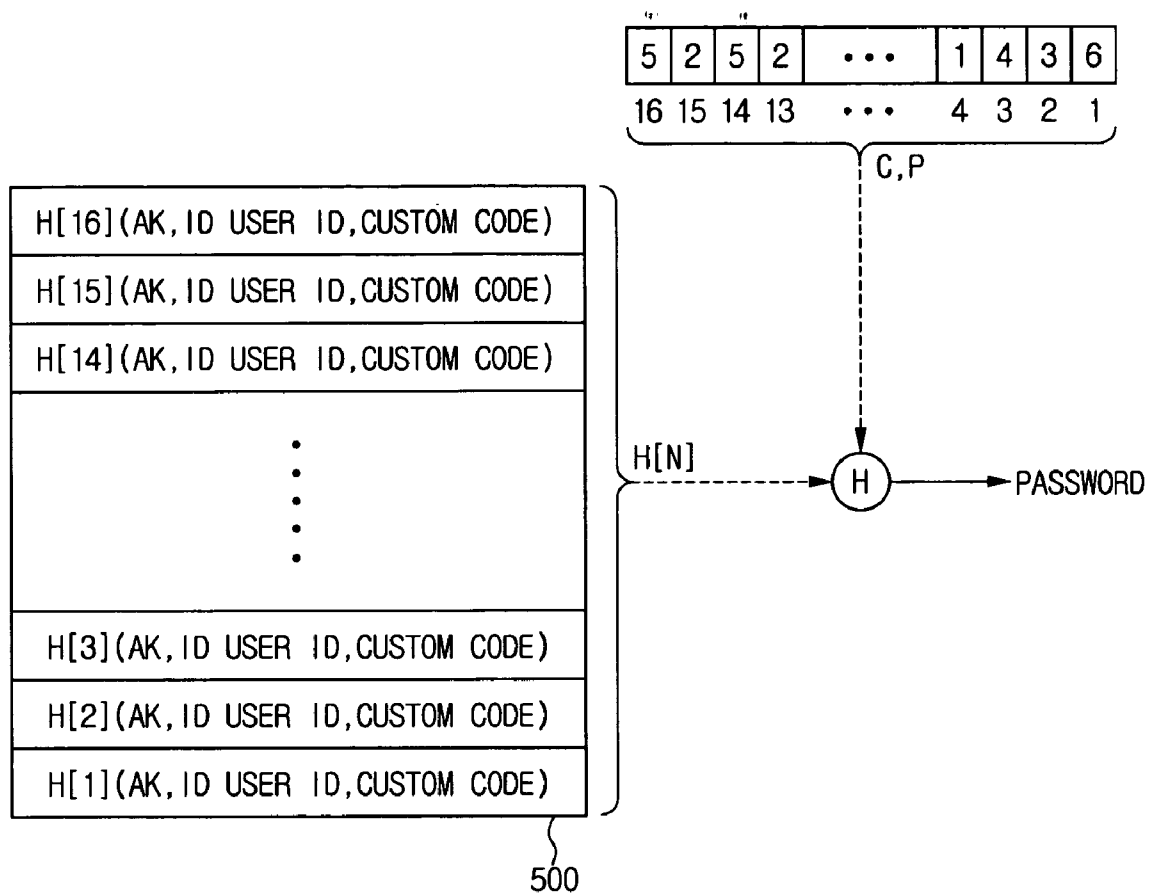 5 2 5 2 ••• 1 4 3 6
16 15 14 13 ••• 4 3 2 1
C,P
H[16](AK,ID USER ID,CUSTOM CODE)
H[15](AK,ID USER ID,CUSTOM CODE)
H[14](AK,ID USER ID,CUSTOM CODE)
H[N]
H
PASSWORD
H[3](AK,ID USER ID,CUSTOM CODE)
H[2](AK,ID USER ID,CUSTOM CODE)
H[1](AK,ID USER ID,CUSTOM CODE)
500